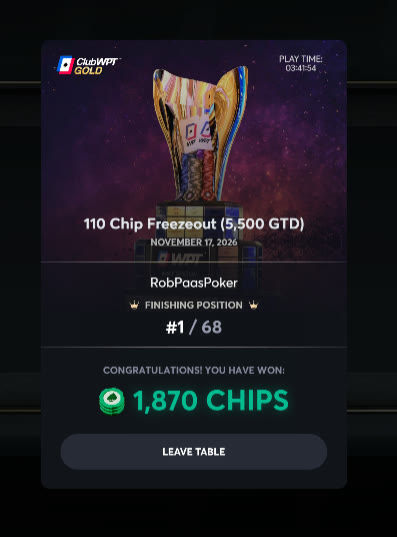 ClubWPT
GOLD
PLAY TIME:
03:41:54
110 Chip Freezeout (5,500 GTD)
NOVEMBER 17, 2026
RobPaasPoker
FINISHING POSITION
#1 / 68
CONGRATULATIONS! YOU HAVE WON:
1,870 CHIPS
LEAVE TABLE